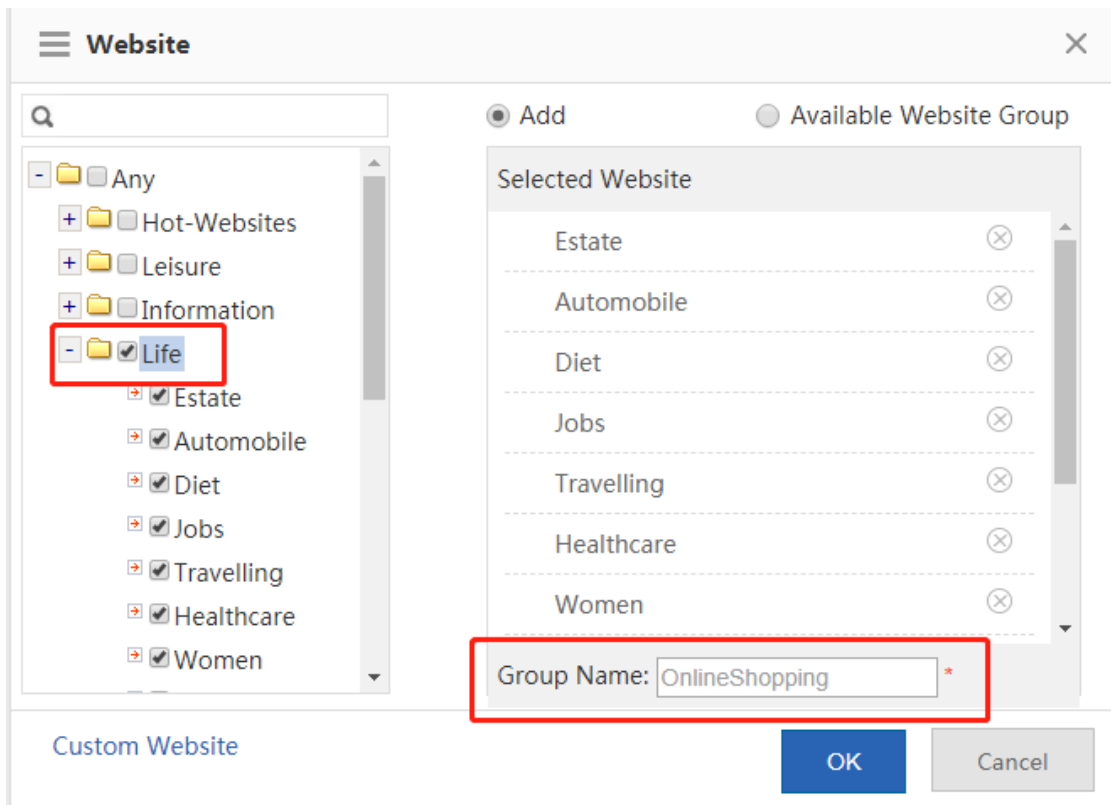 Website
Add
Available Website Group
Any
Hot-Websites
Leisure
Information
Life
Estate
Automobile
Diet
Jobs
Travelling
Healthcare
Women
Selected Website
Estate
Automobile
Diet
Jobs
Travelling
Healthcare
Women
Group Name: OnlineShopping *
Custom Website
OK
Cancel